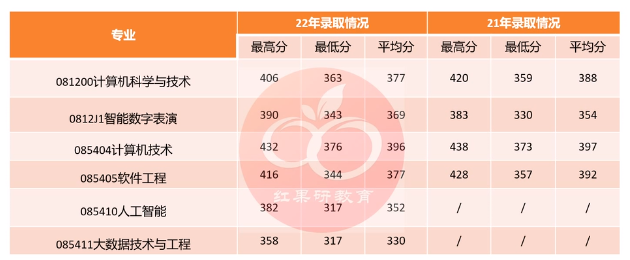 专业 22年录取情况 21年录取情况
最高分 最低分 平均分 最高分 最低分 平均分
081200计算机科学与技术 406 363 377 420 359 388
0812J1智能数字表演 390 343 369 383 330 354
085404计算机技术 432 376 396 438 373 397
085405软件工程 416 344 377 428 357 392
085410人工智能 382 317 352 / / /
085411大数据技术与工程 358 317 330 / / /
红果研教育